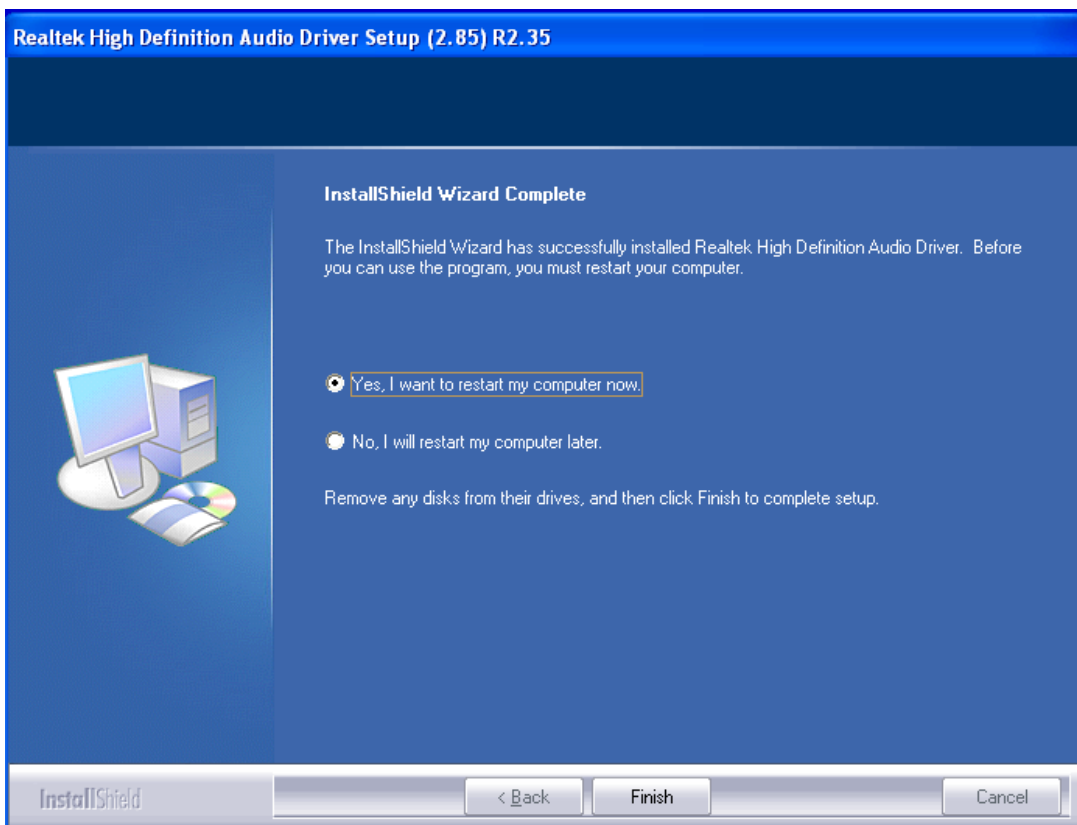 Realtek High Definition Audio Driver Setup (2.85) R2.35
InstallShield Wizard Complete
The InstallShield Wizard has successfully installed Realtek High Definition Audio Driver. Before
you can use the program, you must restart your computer.
Yes, I want to restart my computer now.
No, I will restart my computer later.
Remove any disks from their drives, and then click Finish to complete setup.
InstallShield
< Back
Finish
Cancel